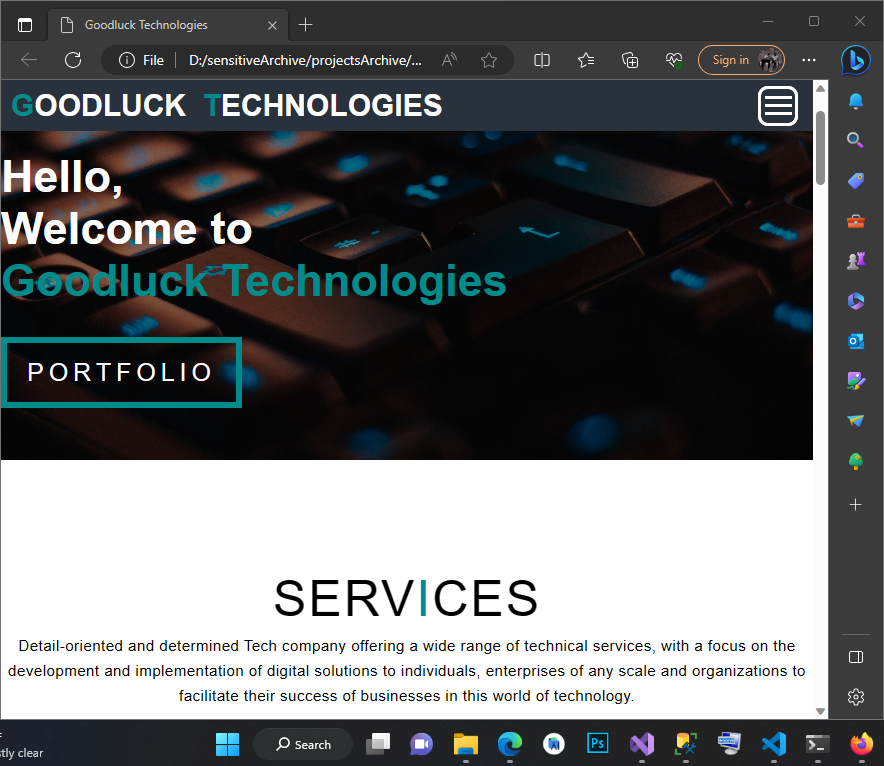 Goodluck Technologies
File
D:/sensitiveArchive/projectsArchive/...
Sign in
GOODLUCK TECHNOLOGIES
Hello,
Welcome to
Goodluck Technologies
PORTFOLIO
SERVICES
Detail-oriented and determined Tech company offering a wide range of technical services, with a focus on the
development and implementation of digital solutions to individuals, enterprises of any scale and organizations to
facilitate their success of businesses in this world of technology.
clear
Search
Ps